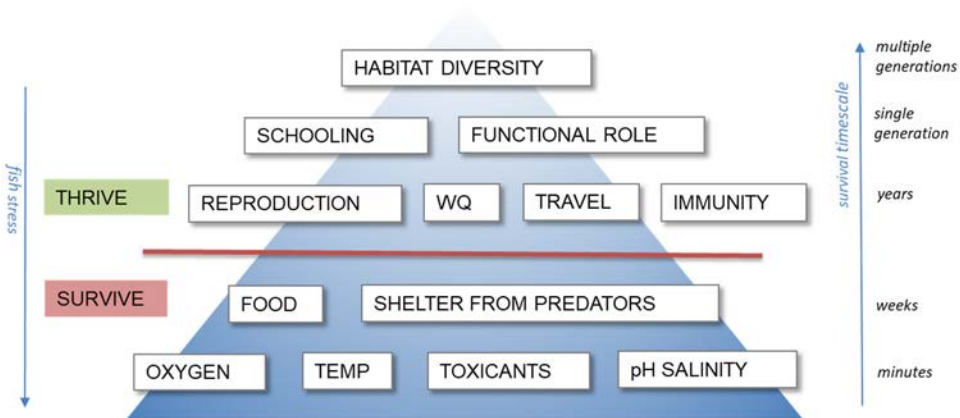 HABITAT DIVERSITY
multiple
generations
SCHOOLING
FUNCTIONAL ROLE
single
generation
fish stress
survival timescale
THRIVE
REPRODUCTION
WQ
TRAVEL
IMMUNITY
years
SURVIVE
FOOD
SHELTER FROM PREDATORS
weeks
OXYGEN
TEMP
TOXICANTS
pH SALINITY
minutes